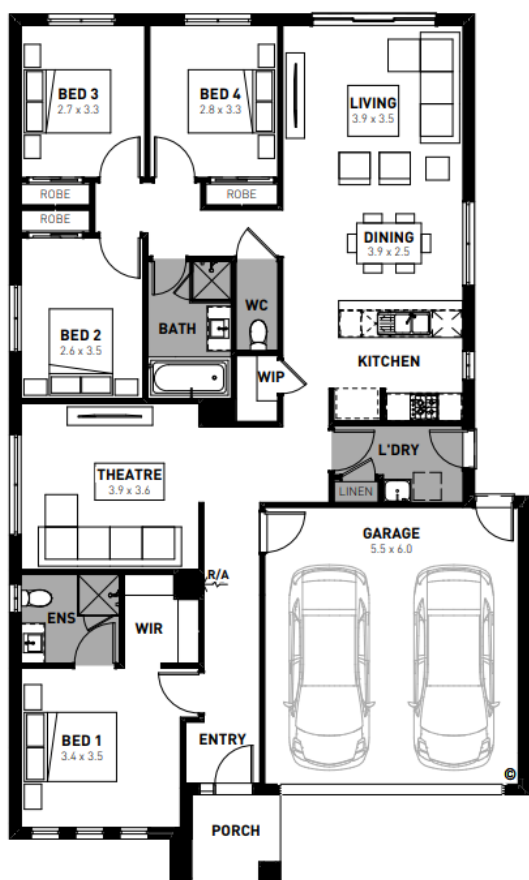 BED 3
2.7 x 3.3
BED 4
2.8 x 3.3
LIVING
3.9 x 3.5
ROBE
ROBE
ROBE
DINING
3.9 x 2.5
WC
BATH
BED 2
2.6 x 3.5
KITCHEN
WIP
L'DRY
THEATRE
3.9 x 3.6
LINEN
GARAGE
5.5 x 6.0
R/A
ENS
WIR
BED 1
3.4 x 3.5
ENTRY
©
PORCH